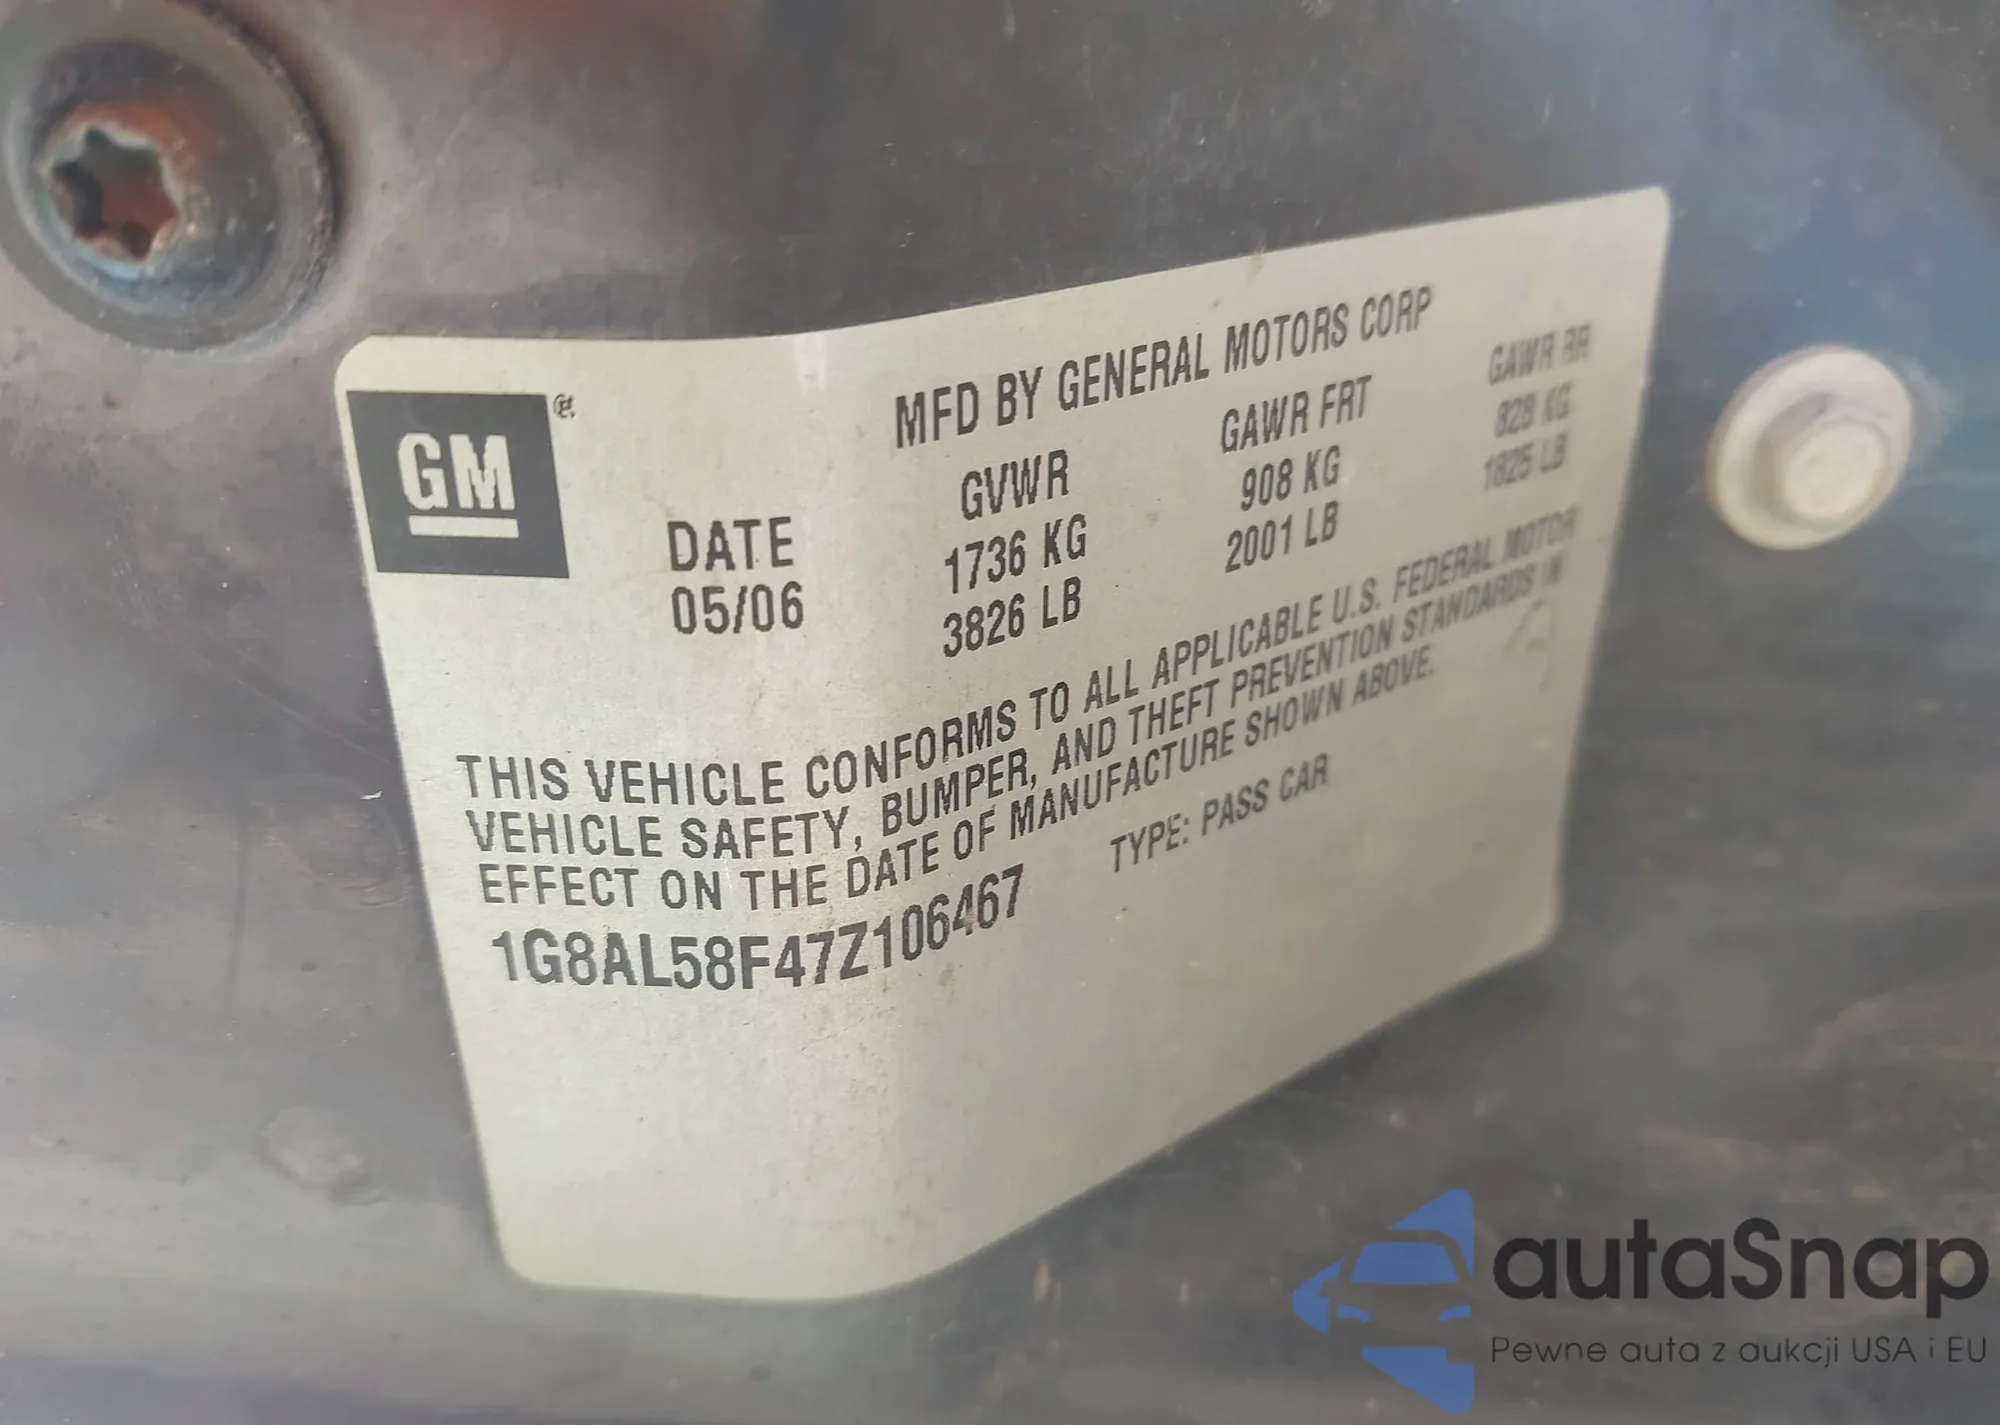 GM ®
MFD BY GENERAL MOTORS CORP
DATE GVWR GAWR FRT GAWR RR
05/06 1736 KG 908 KG 828 KG
3826 LB 2001 LB 1825 LB
THIS VEHICLE CONFORMS TO ALL APPLICABLE U.S. FEDERAL MOTOR
VEHICLE SAFETY, BUMPER, AND THEFT PREVENTION STANDARDS IN
EFFECT ON THE DATE OF MANUFACTURE SHOWN ABOVE.
1G8AL58F47Z106467 TYPE: PASS CAR
autaSnap
Pewne auta z aukcji USA i EU